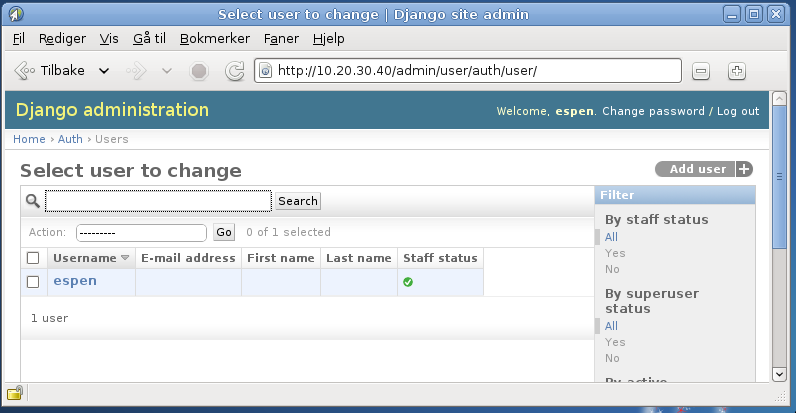 Select user to change | Django site admin
Fil Rediger Vis Gå til Bokmerker Faner Hjelp
Tilbake http://10.20.30.40/admin/user/auth/user/
Django administration Welcome, espen. Change password / Log out
Home › Auth › Users
Select user to change Add user +
Search
Action: --------- Go 0 of 1 selected
Username E-mail address First name Last name Staff status
espen
1 user
Filter
By staff status
All
Yes
No
By superuser
status
All
Yes
No
By active